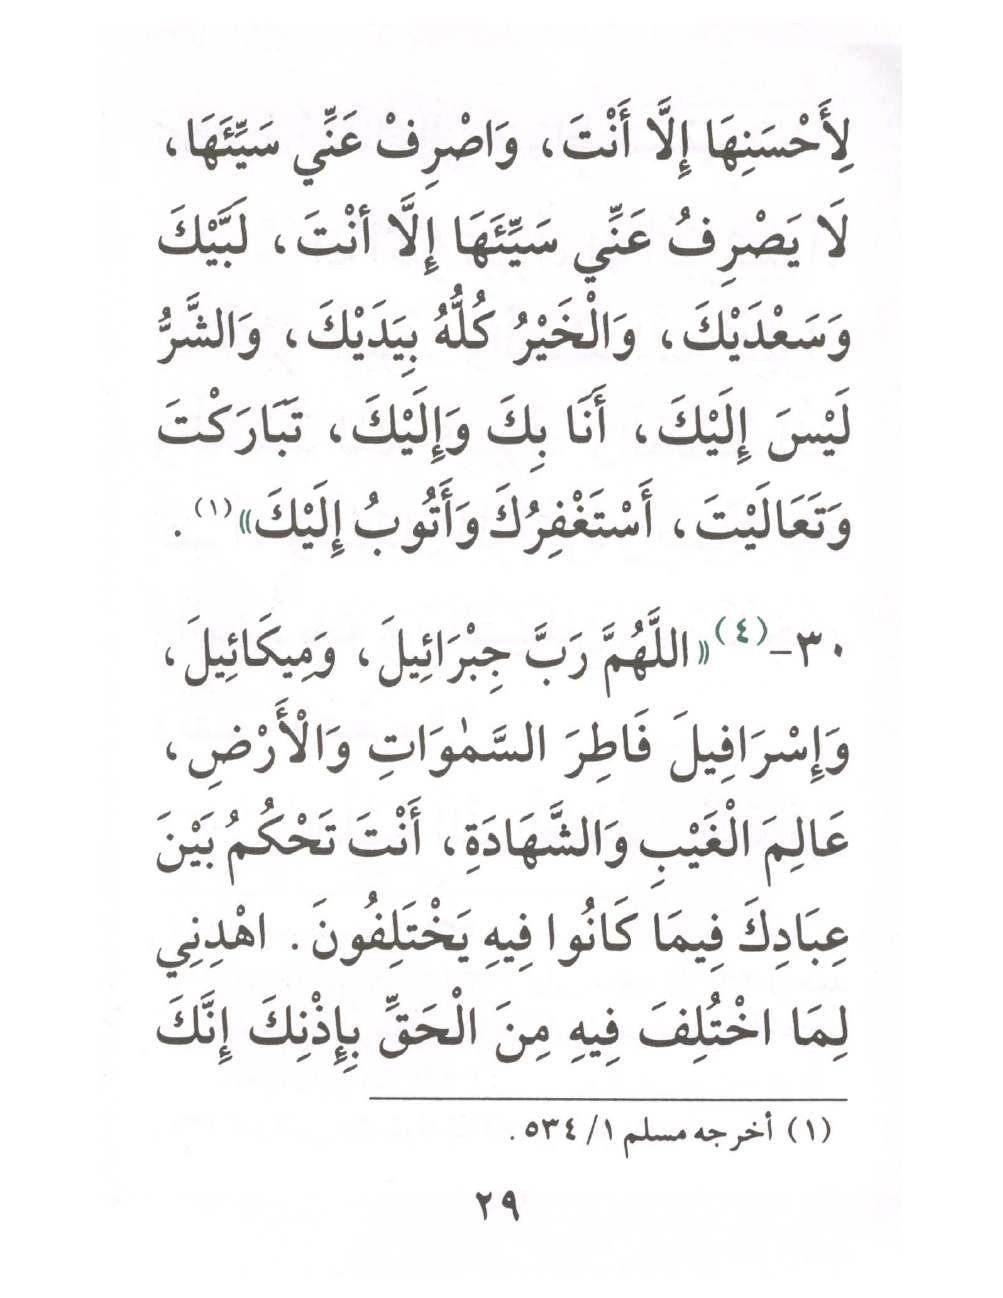 لِأَحْسَنِهَا إِلَّا أَنْتَ، وَاصْرِفْ عَنِّي سَيِّئَهَا،
لَا يَصْرِفُ عَنِّي سَيِّئَهَا إِلَّا أنْتَ، لَبَّيْكَ
وَسَعْدَيْكَ، وَالْخَيْرُ كُلُّهُ بِيَدَيْكَ، وَالشَّرُّ
لَيْسَ إِلَيْكَ، أَنَا بِكَ وَإِلَيْكَ، تَبَارَكْتَ
وَتَعَالَيْتَ، أَسْتَغْفِرُكَ وَأَتُوبُ إِلَيْكَ» (١).
٣٠- (٤) «اللَّهُمَّ رَبَّ جِبْرَائِيلَ، وَمِيكَائِيلَ،
وَإِسْرَافِيلَ فَاطِرَ السَّمٰوَاتِ وَالْأَرْضِ،
عَالِمَ الْغَيْبِ وَالشَّهَادَةِ، أَنْتَ تَحْكُمُ بَيْنَ
عِبَادِكَ فِيمَا كَانُوا فِيهِ يَخْتَلِفُونَ. اهْدِنِي
لِمَا اخْتُلِفَ فِيهِ مِنَ الْحَقِّ بِإِذْنِكَ إِنَّكَ
(١) أخرجه مسلم ١/ ٥٣٤.
٢٩